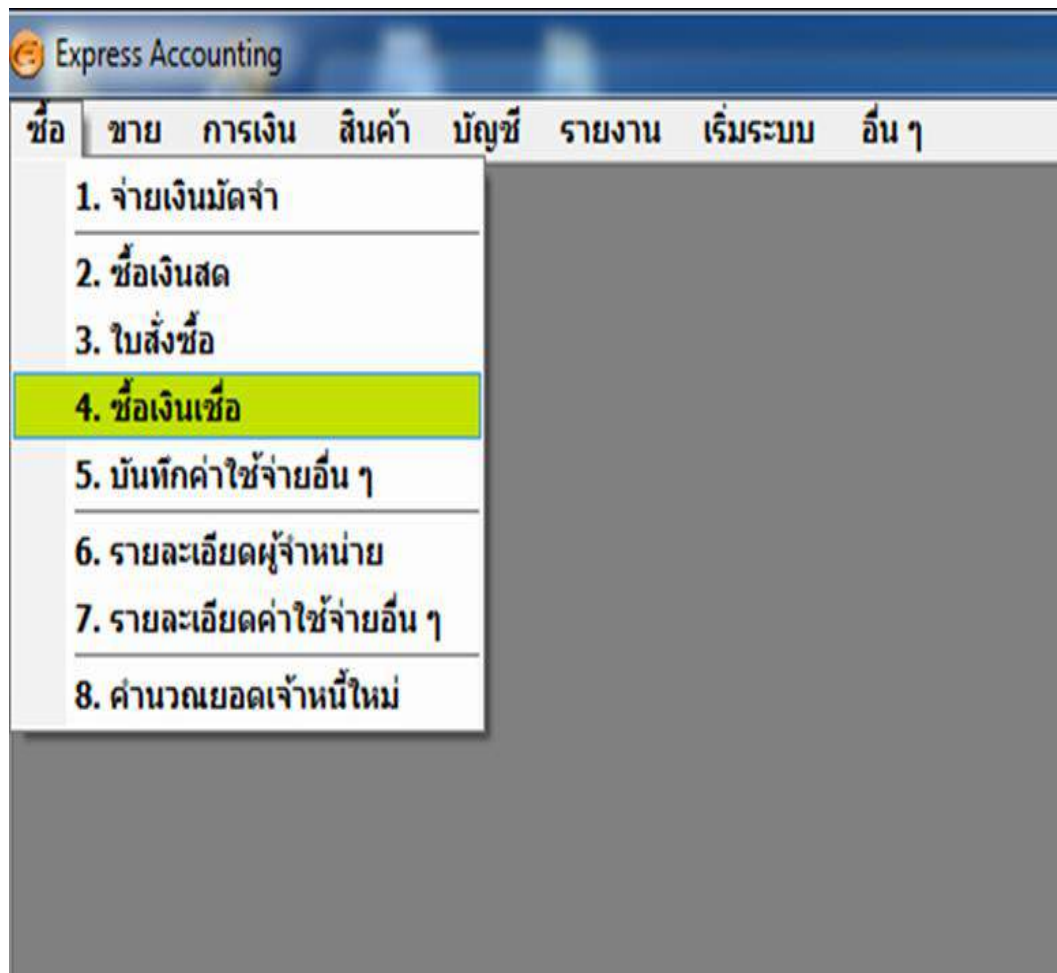 Express Accounting
ซื้อ ขาย การเงิน สินค้า บัญชี รายงาน เริ่มระบบ อื่น ๆ
1. จ่ายเงินมัดจำ
2. ซื้อเงินสด
3. ใบสั่งซื้อ
4. ซื้อเงินเชื่อ
5. บันทึกค่าใช้จ่ายอื่น ๆ
6. รายละเอียดผู้จำหน่าย
7. รายละเอียดค่าใช้จ่ายอื่น ๆ
8. คำนวณยอดเจ้าหนี้ใหม่